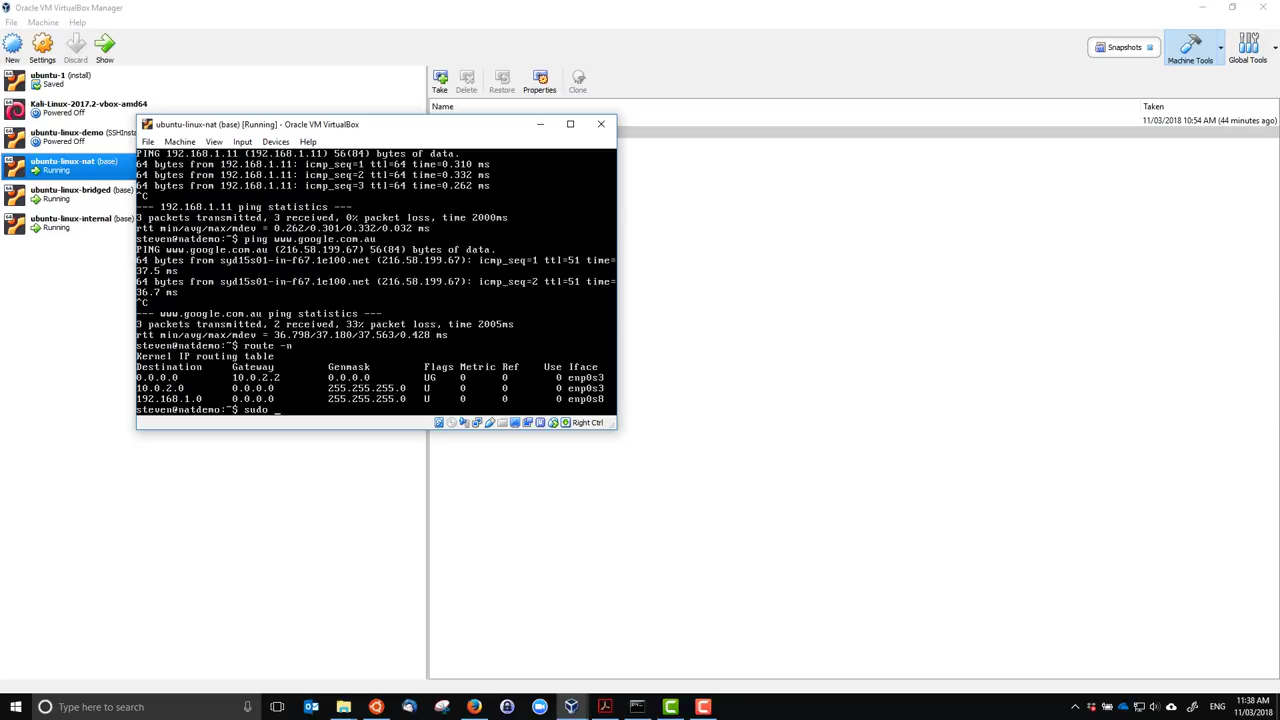 Oracle VM VirtualBox Manager
File Machine Help
New Settings Discard Show
Snapshots
Machine Tools
Global Tools
ubuntu-1 (install)
Saved
Kali-Linux-2017.2-vbox-amd64
Powered Off
ubuntu-linux-demo (SSHInsta
Powered Off
ubuntu-linux-nat (base)
Running
ubuntu-linux-bridged (base)
Running
ubuntu-linux-internal (base)
Running
Take Delete Restore Properties Clone
Name Taken
11/03/2018 10:54 AM (44 minutes ago)
ubuntu-linux-nat (base) [Running] - Oracle VM VirtualBox
File Machine View Input Devices Help
PING 192.168.1.11 (192.168.1.11) 56(84) bytes of data.
64 bytes from 192.168.1.11: icmp_seq=1 ttl=64 time=0.310 ms
64 bytes from 192.168.1.11: icmp_seq=2 ttl=64 time=0.332 ms
64 bytes from 192.168.1.11: icmp_seq=3 ttl=64 time=0.262 ms
^C
--- 192.168.1.11 ping statistics ---
3 packets transmitted, 3 received, 0% packet loss, time 2000ms
rtt min/avg/max/mdev = 0.262/0.301/0.332/0.032 ms
steven@natdemo:~$ ping www.google.com.au
PING www.google.com.au (216.58.199.67) 56(84) bytes of data.
64 bytes from syd15s01-in-f67.1e100.net (216.58.199.67): icmp_seq=1 ttl=51 time=
37.5 ms
64 bytes from syd15s01-in-f67.1e100.net (216.58.199.67): icmp_seq=2 ttl=51 time=
36.7 ms
^C
--- www.google.com.au ping statistics ---
3 packets transmitted, 2 received, 33% packet loss, time 2005ms
rtt min/avg/max/mdev = 36.798/37.180/37.563/0.428 ms
steven@natdemo:~$ route -n
Kernel IP routing table
Destination Gateway Genmask Flags Metric Ref Use Iface
0.0.0.0 10.0.2.2 0.0.0.0 UG 0 0 0 enp0s3
10.0.2.0 0.0.0.0 255.255.255.0 U 0 0 0 enp0s3
192.168.1.0 0.0.0.0 255.255.255.0 U 0 0 0 enp0s8
steven@natdemo:~$ sudo _
Right Ctrl
Type here to search
ENG
11:38 AM
11/03/2018